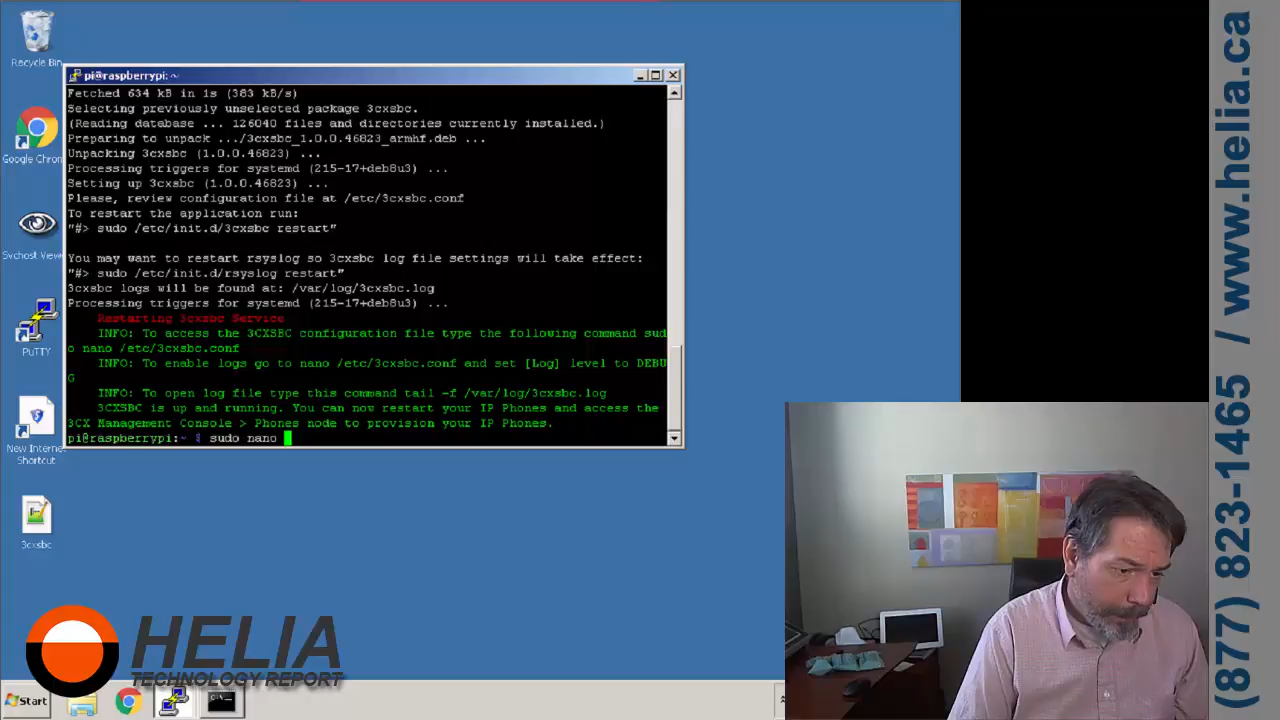 Recycle Bin
Google Chron
Svchost View
PuTTY
New Interne
Shortcut
3cxsbc
pi@raspberrypi: ~
Fetched 634 kB in 1s (383 kB/s)
Selecting previously unselected package 3cxsbc.
(Reading database ... 126040 files and directories currently installed.)
Preparing to unpack .../3cxsbc_1.0.0.46823_armhf.deb ...
Unpacking 3cxsbc (1.0.0.46823) ...
Processing triggers for systemd (215-17+deb8u3) ...
Setting up 3cxsbc (1.0.0.46823) ...
Please, review configuration file at /etc/3cxsbc.conf
To restart the application run:
"#> sudo /etc/init.d/3cxsbc restart"
You may want to restart rsyslog so 3cxsbc log file settings will take effect:
"#> sudo /etc/init.d/rsyslog restart"
3cxsbc logs will be found at: /var/log/3cxsbc.log
Processing triggers for systemd (215-17+deb8u3) ...
Restarting 3cxsbc Service
INFO: To access the 3CXSBC configuration file type the following command sud
o nano /etc/3cxsbc.conf
INFO: To enable logs go to nano /etc/3cxsbc.conf and set [Log] level to DEBU
G
INFO: To open log file type this command tail -f /var/log/3cxsbc.log
3CXSBC is up and running. You can now restart your IP Phones and access the
3CX Management Console > Phones node to provision your IP Phones.
pi@raspberrypi:~ $ sudo nano
HELIA
TECHNOLOGY REPORT
Start
(877) 823-1465 / www.helia.ca